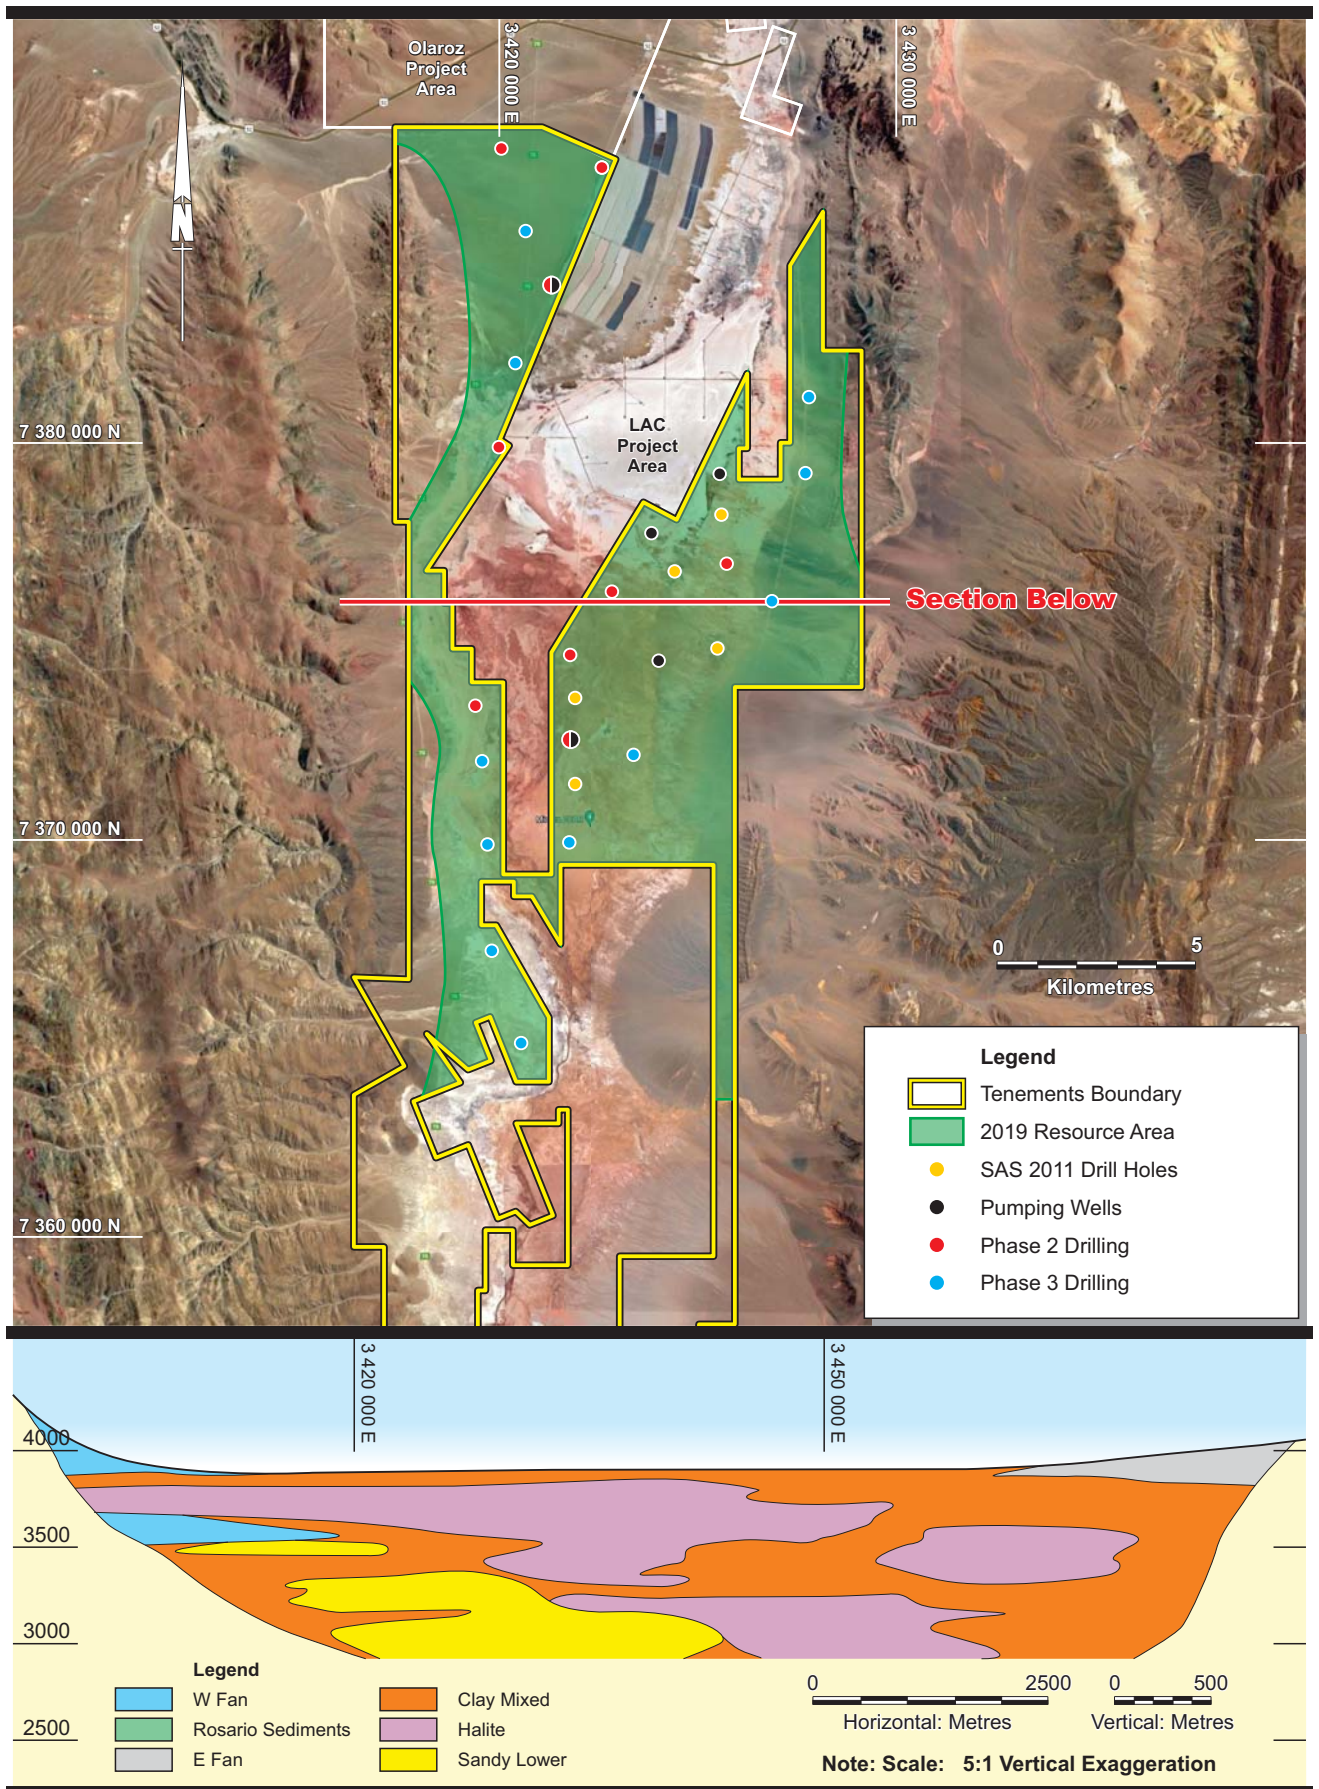 Olaroz
Project
Area
3 420 000 E
3 430 000 E
N
7 380 000 N
LAC
Project
Area
Section Below
7 370 000 N
0 5
Kilometres
7 360 000 N
Legend
Tenements Boundary
2019 Resource Area
SAS 2011 Drill Holes
Pumping Wells
Phase 2 Drilling
Phase 3 Drilling
3 420 000 E
3 450 000 E
4000
3500
3000
2500
Legend
W Fan
Rosario Sediments
E Fan
Clay Mixed
Halite
Sandy Lower
0 2500
Horizontal: Metres
0 500
Vertical: Metres
Note: Scale: 5:1 Vertical Exaggeration